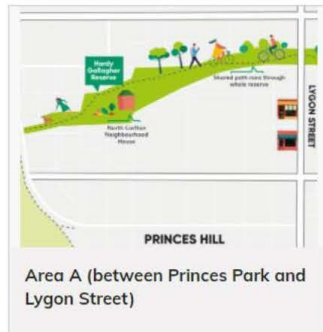 Hardy
Gallagher
Reserve
Shared path runs through
whole reserve
North Carlton
Neighbourhood
House
LYGON STREET
PRINCES HILL
Area A (between Princes Park and
Lygon Street)